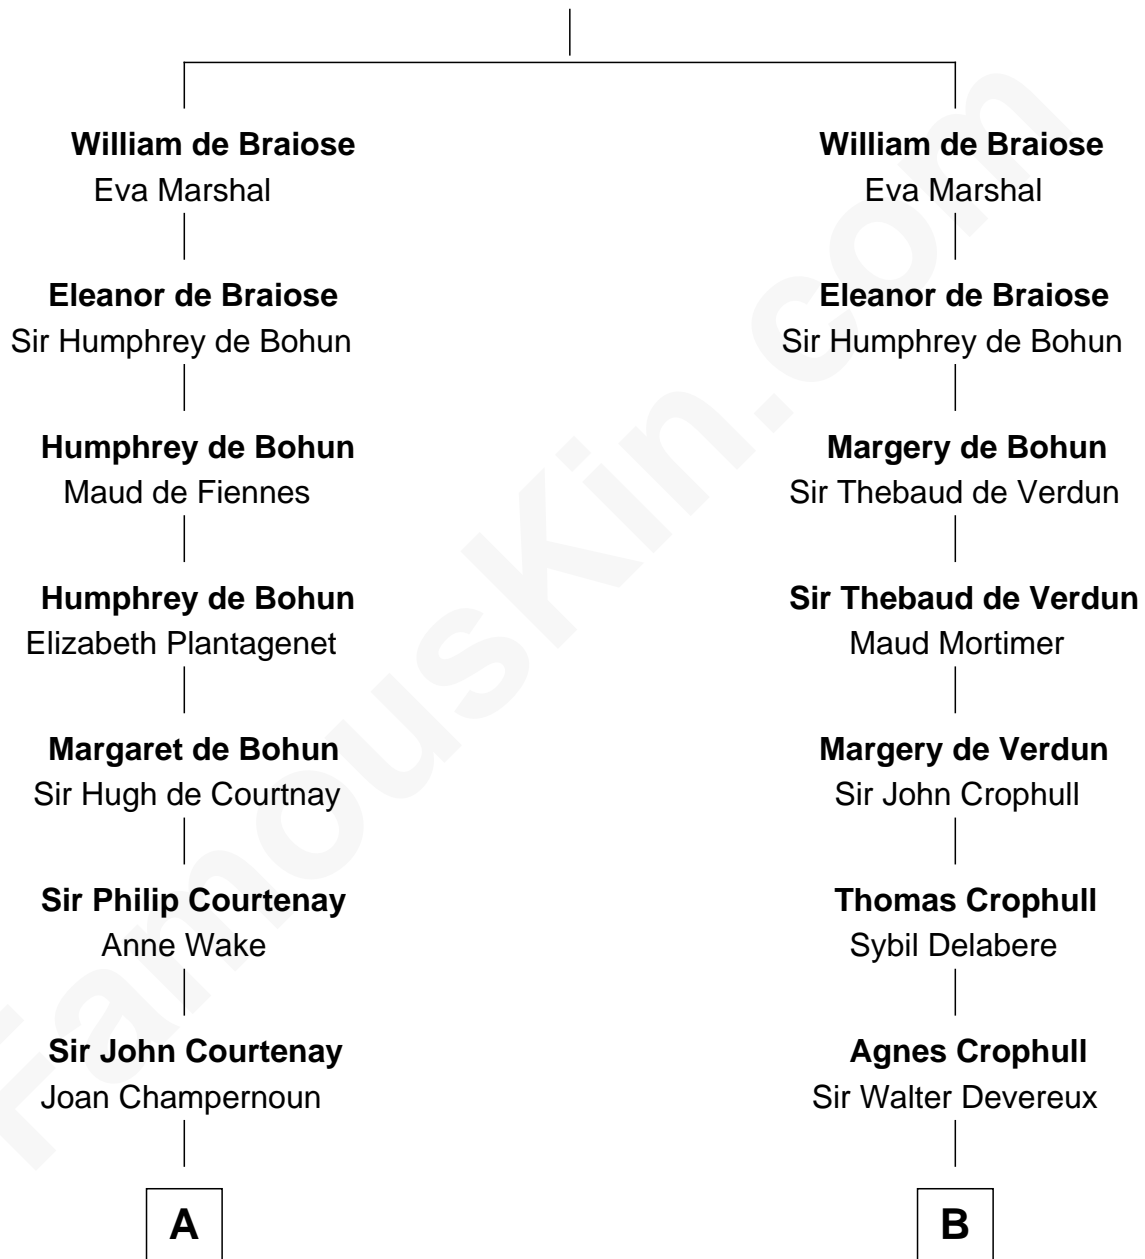 William de Braiose
Eva Marshal
Eleanor de Braiose
Sir Humphrey de Bohun
Humphrey de Bohun
Maud de Fiennes
Humphrey de Bohun
Elizabeth Plantagenet
Margaret de Bohun
Sir Hugh de Courtnay
Sir Philip Courtenay
Anne Wake
Sir John Courtenay
Joan Champernoun
A
William de Braiose
Eva Marshal
Eleanor de Braiose
Sir Humphrey de Bohun
Margery de Bohun
Sir Thebaud de Verdun
Sir Thebaud de Verdun
Maud Mortimer
Margery de Verdun
Sir John Crophull
Thomas Crophull
Sybil Delabere
Agnes Crophull
Sir Walter Devereux
B
FamousKin.com